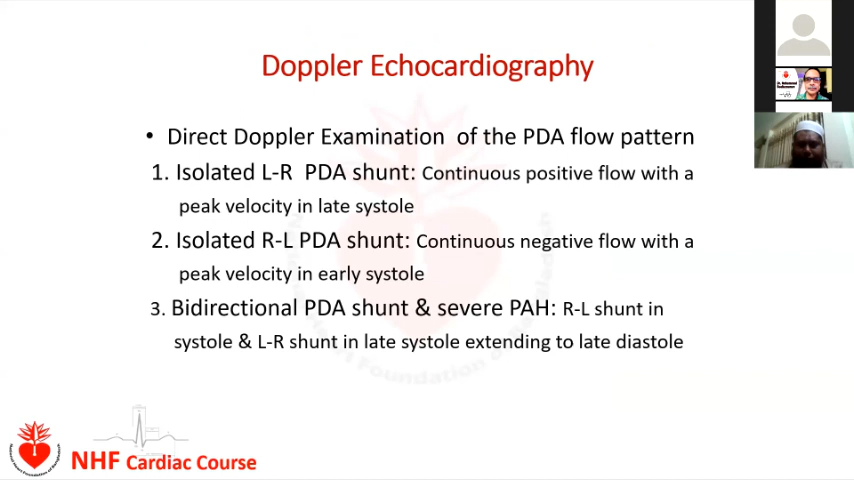 Doppler Echocardiography
• Direct Doppler Examination of the PDA flow pattern
1. Isolated L-R PDA shunt: Continuous positive flow with a
peak velocity in late systole
2. Isolated R-L PDA shunt: Continuous negative flow with a
peak velocity in early systole
3. Bidirectional PDA shunt & severe PAH: R-L shunt in
systole & L-R shunt in late systole extending to late diastole
NHF Cardiac Course